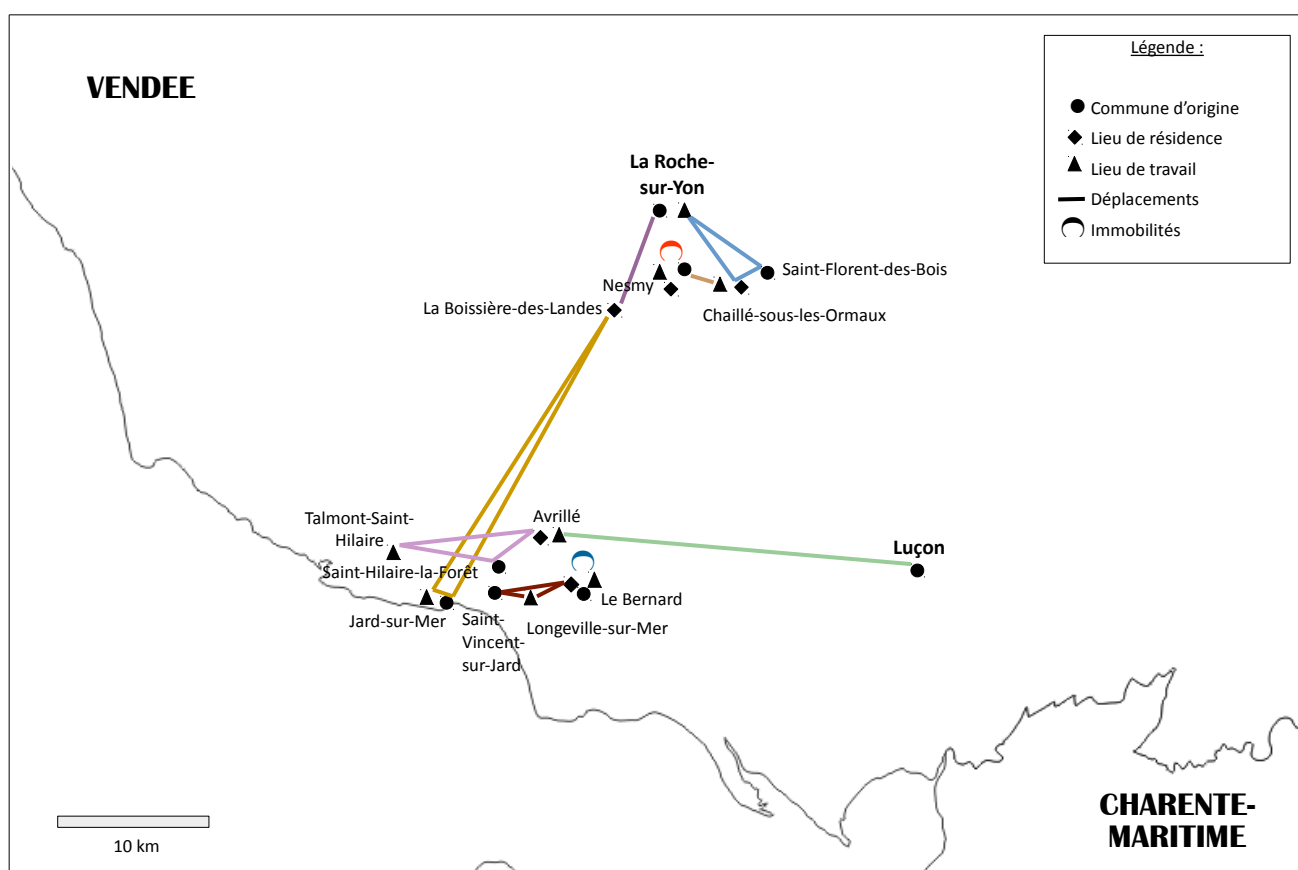 VENDEE
Légende :
Commune d'origine
Lieu de résidence
Lieu de travail
Déplacements
Immobilités
La Roche-
sur-Yon
Saint-Florent-des-Bois
Nesmy
La Boissière-des-Landes
Chaillé-sous-les-Ormaux
Talmont-Saint-
Hilaire
Avrillé
Luçon
Saint-Hilaire-la-Forêt
Le Bernard
Jard-sur-Mer
Saint-
Vincent-
sur-Jard
Longeville-sur-Mer
10 km
CHARENTE-
MARITIME